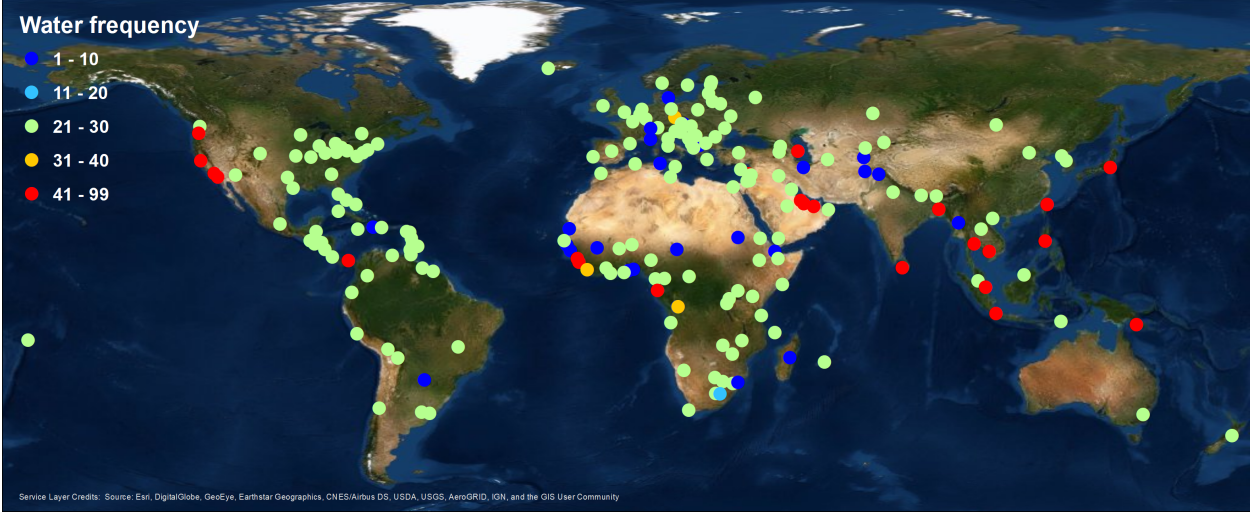 Water frequency
1 - 10
11 - 20
21 - 30
31 - 40
41 - 99
Service Layer Credits: Source: Esri, DigitalGlobe, GeoEye, Earthstar Geographics, CNES/Airbus DS, USDA, USGS, AeroGRID, IGN, and the GIS User Community